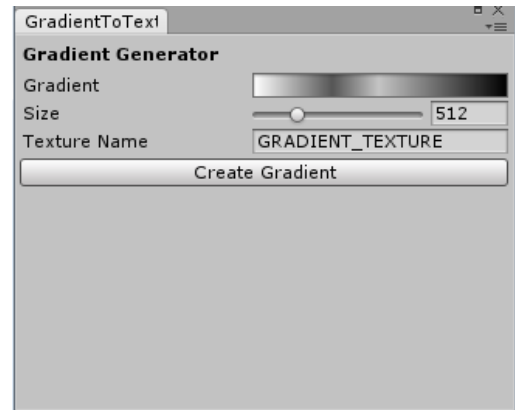 GradientToText
Gradient Generator
Gradient
Size 512
Texture Name GRADIENT_TEXTURE
Create Gradient